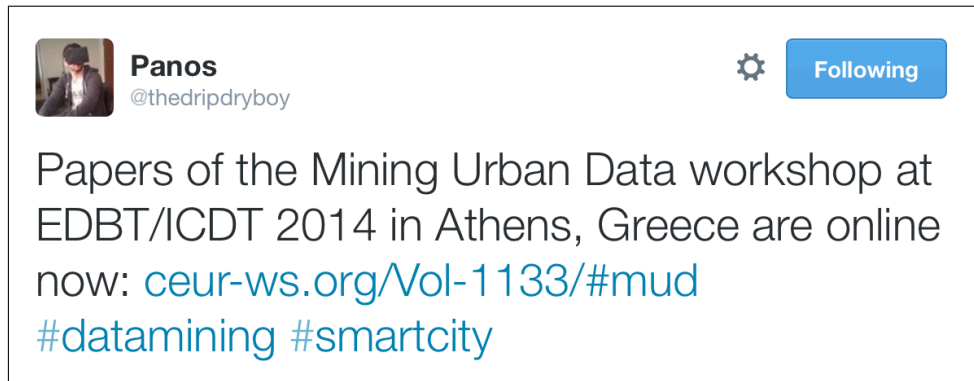 Panos
@thedripdryboy
Following
Papers of the Mining Urban Data workshop at
EDBT/ICDT 2014 in Athens, Greece are online
now: ceur-ws.org/Vol-1133/#mud
#datamining #smartcity